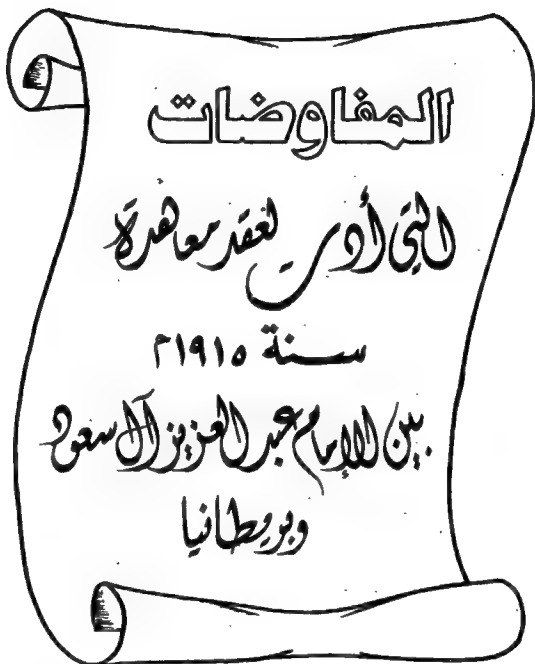 المفاوضات
التي أدت لعقد معاهدة
سنة ١٩١٥م
بين الإمام عبد العزيز آل سعود
وبريطانيا